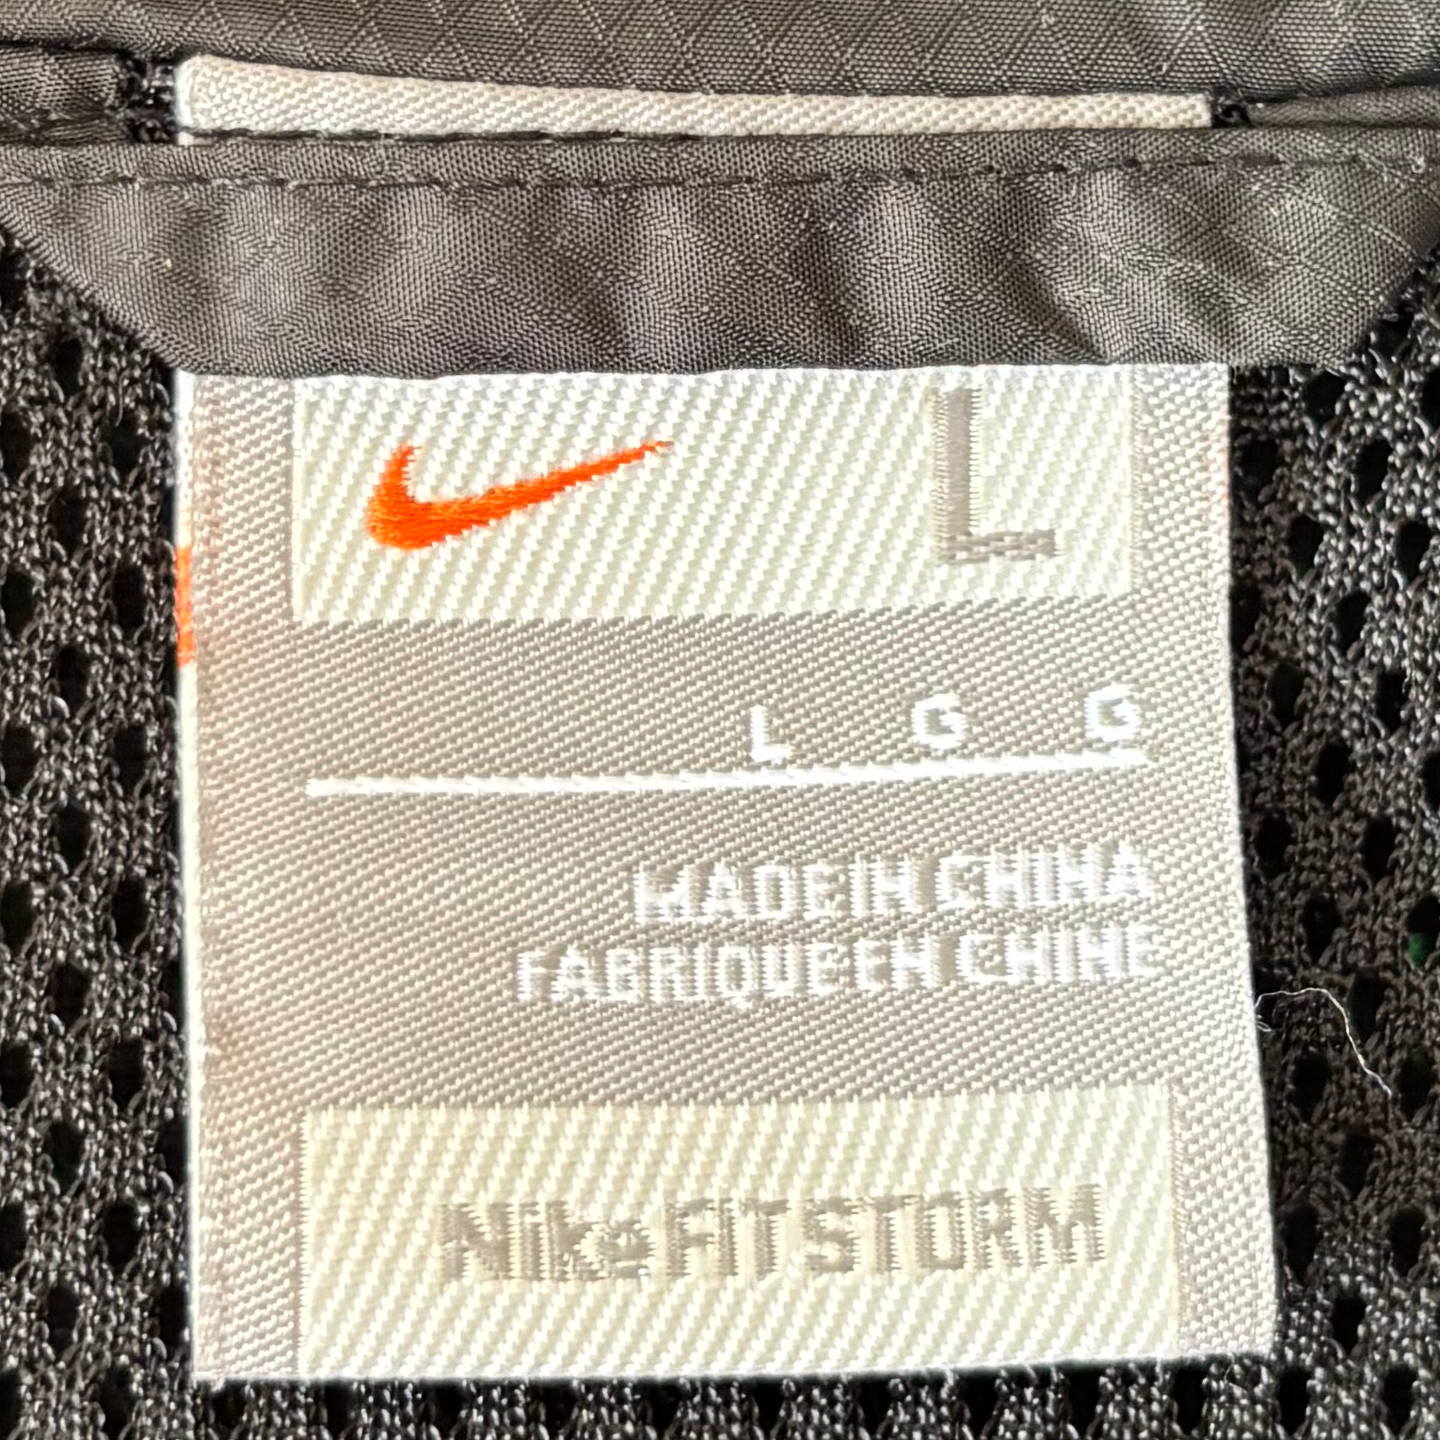 L
L G G
MADE IN CHINA
FABRIQUE EN CHINE
Nike FIT STORM